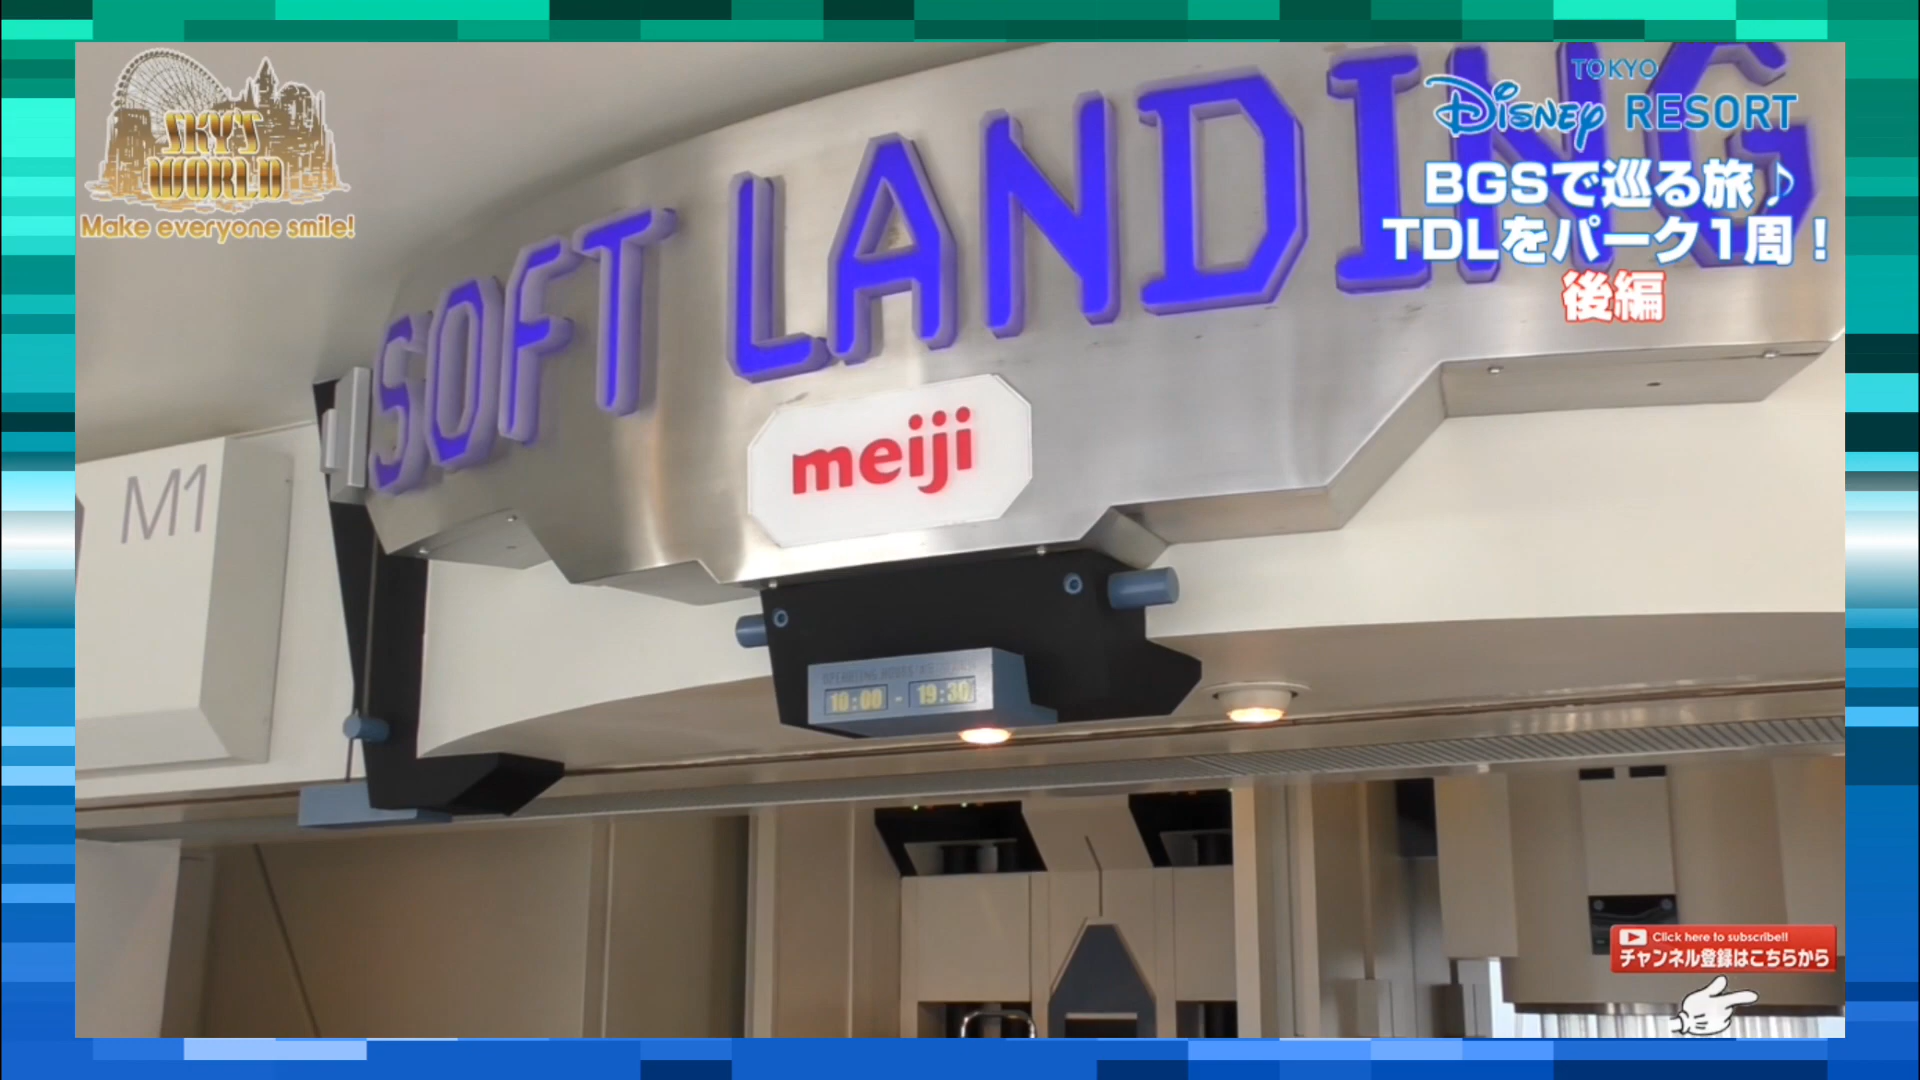 SKY'S
WORLD
Make everyone smile!
TOKYO
Disney RESORT
BGSで巡る旅♪
TDLをパーク1周！
後編
SOFT LANDING
meiji
M1
OPERATING HOURS
10:00 - 19:30
Click here to subscribe!!
チャンネル登録はこちらから